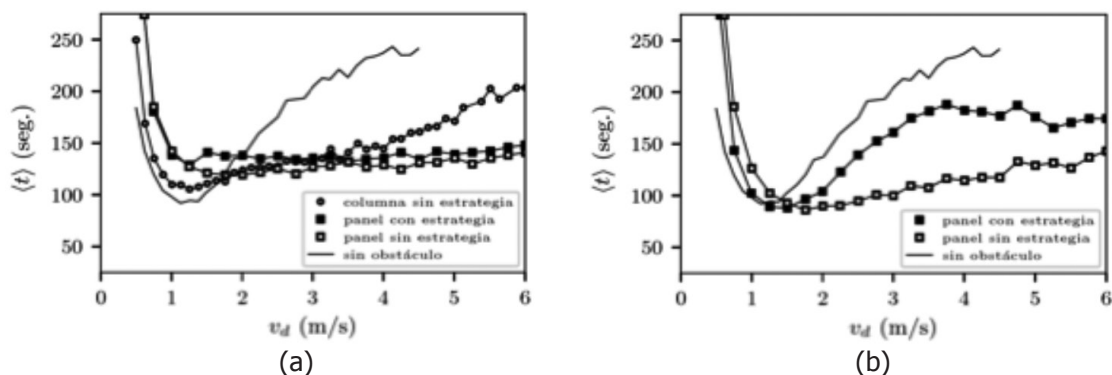 250
200
150
100
50
⟨t⟩ (seg.)
columna sin estrategia
panel con estrategia
panel sin estrategia
sin obstáculo
0 1 2 3 4 5 6
v_d (m/s)
(a)
250
200
150
100
50
⟨t⟩ (seg.)
panel con estrategia
panel sin estrategia
sin obstáculo
0 1 2 3 4 5 6
v_d (m/s)
(b)